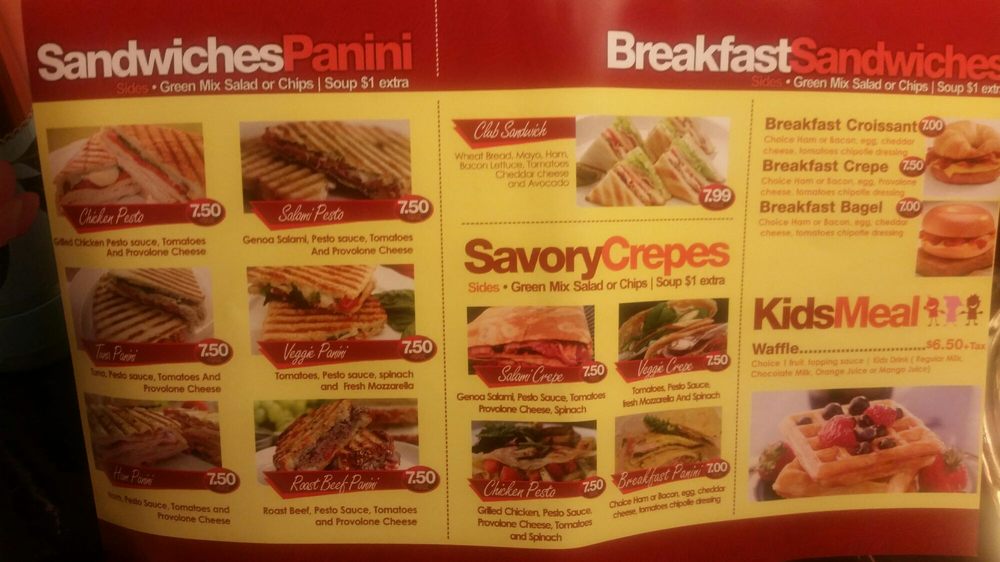 SandwichesPanini
Sides • Green Mix Salad or Chips | Soup $1 extra
Chicken Pesto 7.50
Grilled Chicken Pesto sauce, Tomatoes
And Provolone Cheese
Salami Pesto 7.50
Genoa Salami, Pesto sauce, Tomatoes
And Provolone Cheese
Tuna Panini 7.50
Tuna, Pesto sauce, Tomatoes And
Provolone Cheese
Veggie Panini 7.50
Tomatoes, Pesto sauce, spinach
and Fresh Mozzarella
Ham Panini 7.50
Ham, Pesto Sauce, Tomatoes and
Provolone Cheese
Roast Beef Panini 7.50
Roast Beef, Pesto Sauce, Tomatoes
and Provolone Cheese
Club Sandwich
Wheat Bread, Mayo, Ham,
Bacon Lettuce, Tomatoes
Cheddar cheese
and Avocado
7.99
SavoryCrepes
Sides • Green Mix Salad or Chips | Soup $1 extra
Salami Crepe 7.50
Genoa Salami, Pesto Sauce, Tomatoes
Provolone Cheese, Spinach
Veggie Crepe 7.50
Tomatoes, Pesto Sauce,
fresh Mozzarella And Spinach
Chicken Pesto 7.50
Grilled Chicken, Pesto Sauce,
Provolone Cheese, Tomatoes
and Spinach
Breakfast Panini 7.00
Choice Ham or Bacon, egg, cheddar
cheese, tomatoes chipotle dressing
BreakfastSandwiches
Sides • Green Mix Salad or Chips | Soup $1 extr
Breakfast Croissant 7.00
Choice Ham or Bacon, egg, cheddar
cheese, tomatoes chipotle dressing
Breakfast Crepe 7.50
Choice Ham or Bacon, egg, Provolone
cheese, tomatoes chipotle dressing
Breakfast Bagel 7.00
Choice Ham or Bacon, egg, cheddar
cheese, tomatoes chipotle dressing
KidsMeal
Waffle..............................$6.50+Tax
Choice 1 fruit topping sauce | Kids Drink ( Regular Milk,
Chocolate Milk, Orange Juice or Mango Juice)